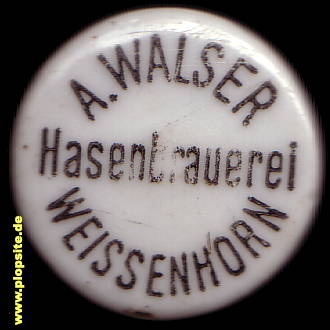 A. WALSER
Hasenbrauerei
WEISSENHORN
www.plopsite.de